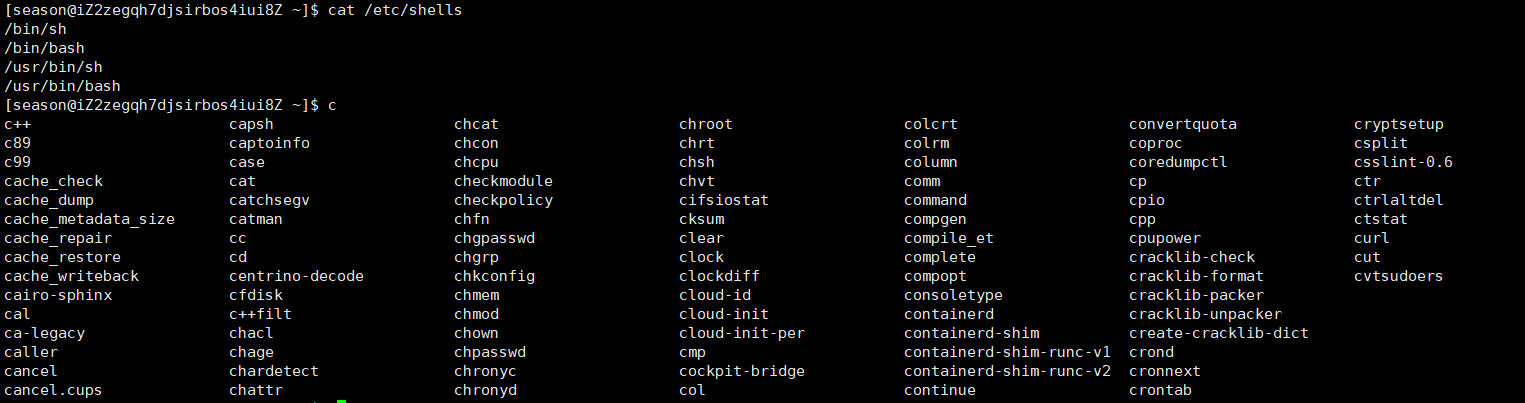 [season@iZ2zegqh7djsirbos4iui8Z ~]$ cat /etc/shells
/bin/sh
/bin/bash
/usr/bin/sh
/usr/bin/bash
[season@iZ2zegqh7djsirbos4iui8Z ~]$ c
c++ capsh chcat chroot colcrt convertquota cryptsetup
c89 captoinfo chcon chrt colrm coproc csplit
c99 case chcpu chsh column coredumpctl csslint-0.6
cache_check cat checkmodule chvt comm cp ctr
cache_dump catchsegv checkpolicy cifsiostat command cpio ctrlaltdel
cache_metadata_size catman chfn cksum compgen cpp ctstat
cache_repair cc chgpasswd clear compile_et cpupower curl
cache_restore cd chgrp clock complete cracklib-check cut
cache_writeback centrino-decode chkconfig clockdiff compopt cracklib-format cvtsudoers
cairo-sphinx cfdisk chmem cloud-id consoletype cracklib-packer
cal c++filt chmod cloud-init containerd cracklib-unpacker
ca-legacy chacl chown cloud-init-per containerd-shim create-cracklib-dict
caller chage chpasswd cmp containerd-shim-runc-v1 crond
cancel chardetect chronyc cockpit-bridge containerd-shim-runc-v2 cronnext
cancel.cups chattr chronyd col continue crontab